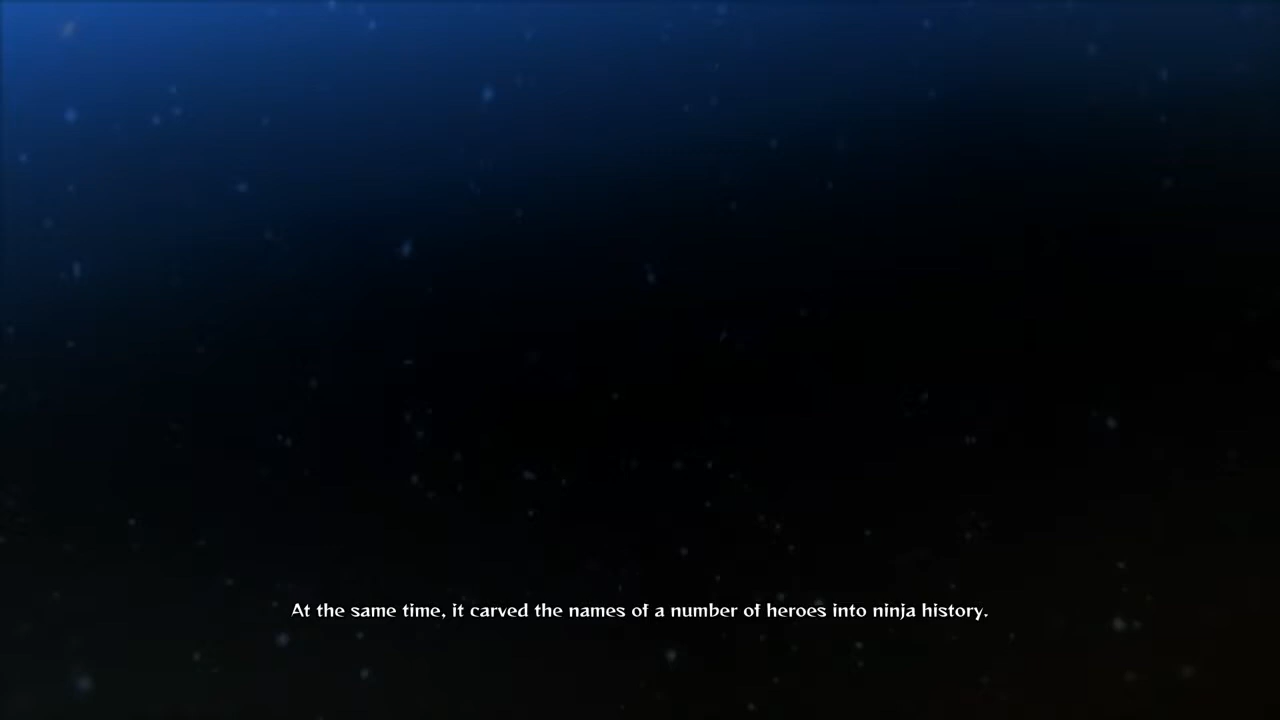 At the same time, it carved the names of a number of heroes into ninja history.